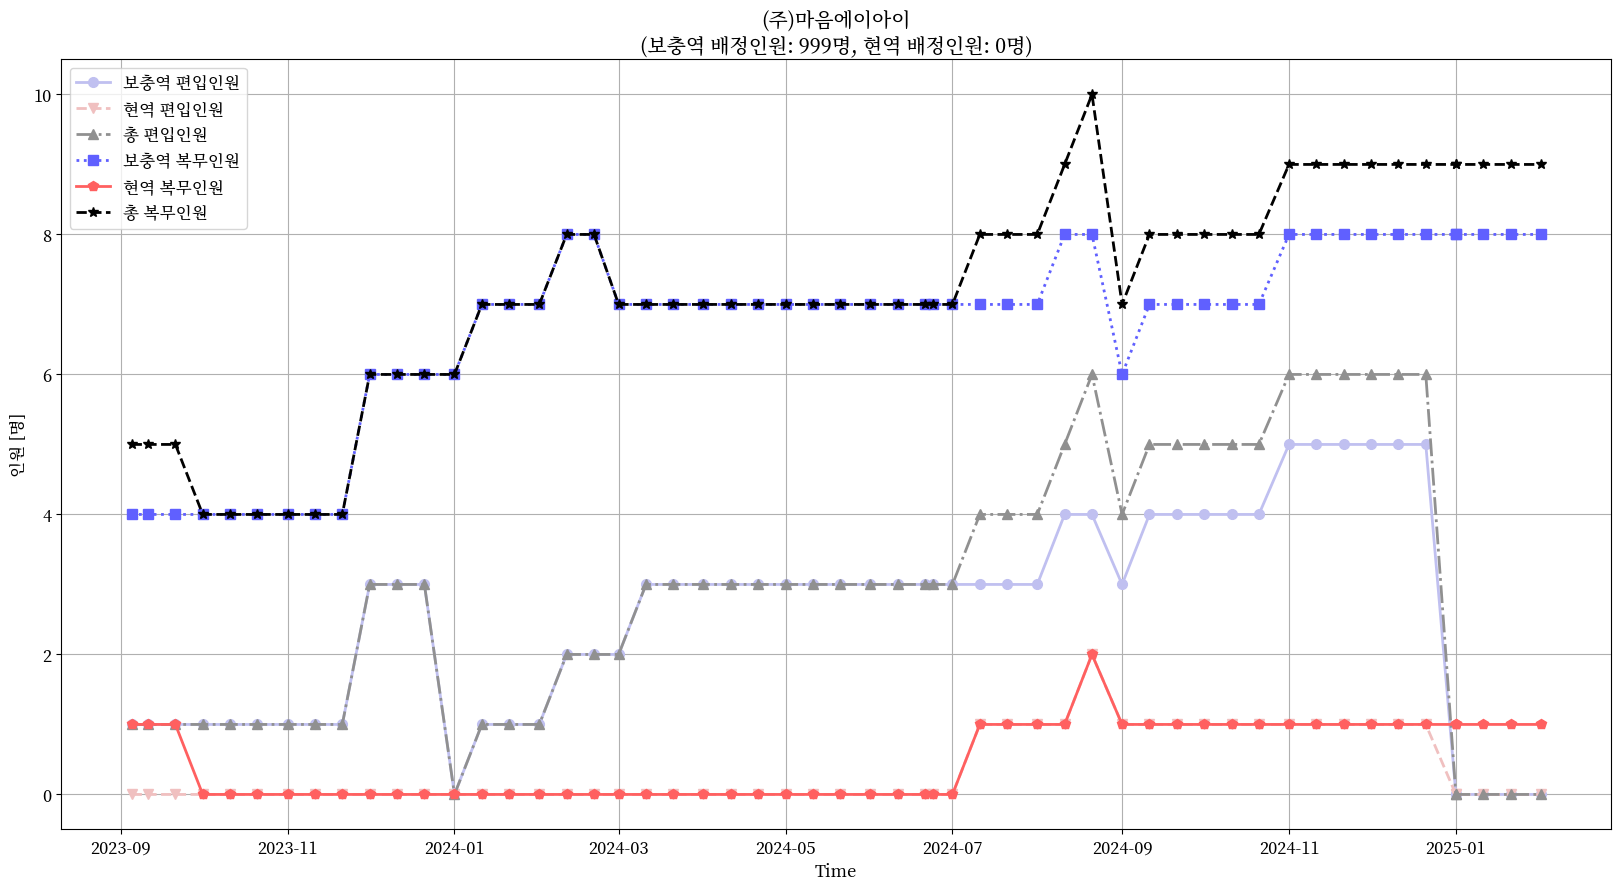 (주)마음에이아이
(보충역 배정인원: 999명, 현역 배정인원: 0명)
보충역 편입인원
현역 편입인원
총 편입인원
보충역 복무인원
현역 복무인원
총 복무인원
10
8
6
4
2
0
인원 [명]
2023-09 2023-11 2024-01 2024-03 2024-05 2024-07 2024-09 2024-11 2025-01
Time